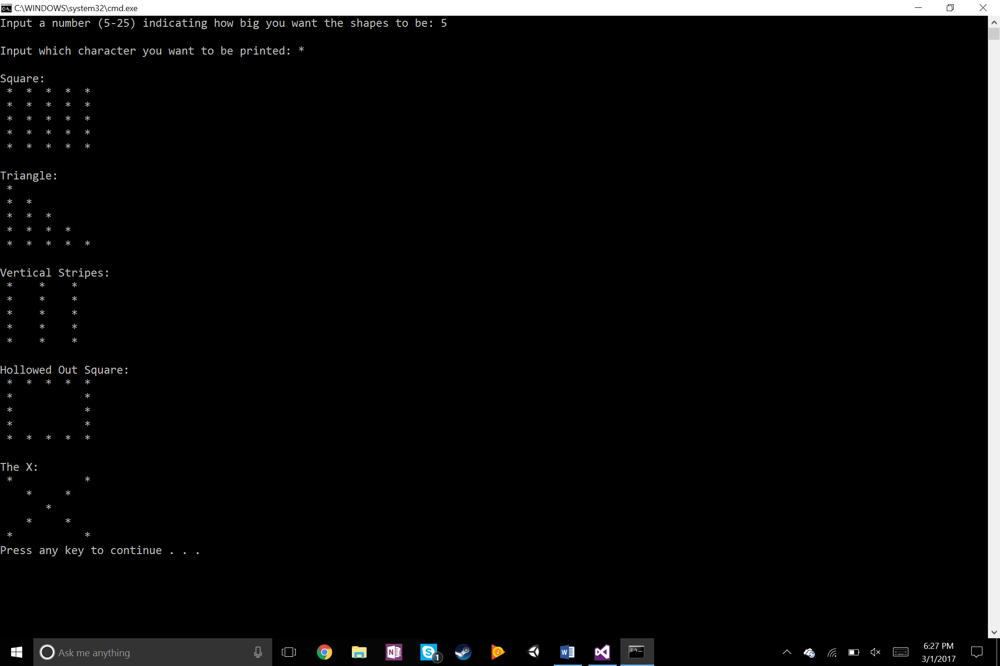 C:\WINDOWS\system32\cmd.exe
Input a number (5-25) indicating how big you want the shapes to be: 5
Input which character you want to be printed: *
Square:
 *  *  *  *  *
 *  *  *  *  *
 *  *  *  *  *
 *  *  *  *  *
 *  *  *  *  *
Triangle:
 *
 *  *
 *  *  *
 *  *  *  *
 *  *  *  *  *
Vertical Stripes:
 *    *    *
 *    *    *
 *    *    *
 *    *    *
 *    *    *
Hollowed Out Square:
 *  *  *  *  *
 *           *
 *           *
 *           *
 *  *  *  *  *
The X:
 *           *
    *     *
       *
    *     *
 *           *
Press any key to continue . . .
Ask me anything
1
6:27 PM
3/1/2017